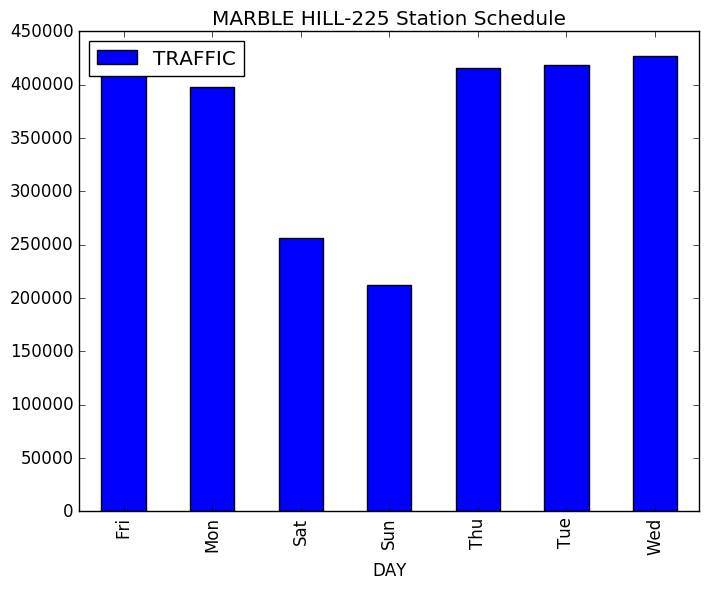 MARBLE HILL-225 Station Schedule
450000
400000
350000
300000
250000
200000
150000
100000
50000
0
TRAFFIC
Fri
Mon
Sat
Sun
Thu
Tue
Wed
DAY